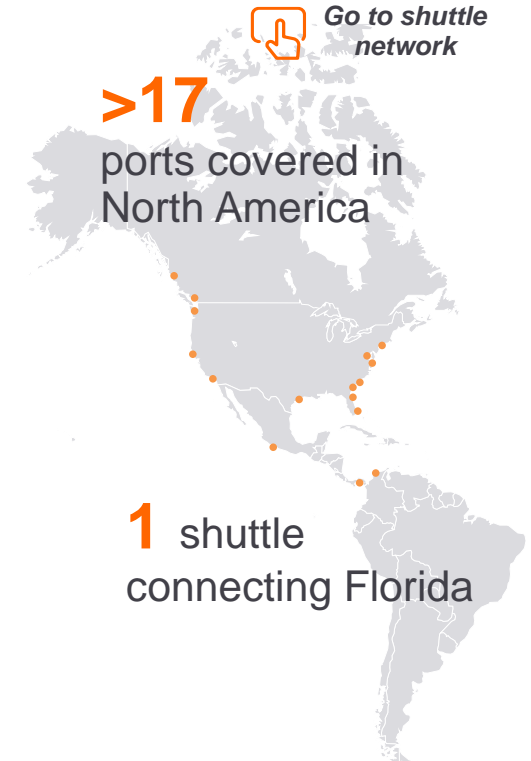 Go to shuttle
network
>17
ports covered in
North America
1 shuttle
connecting Florida